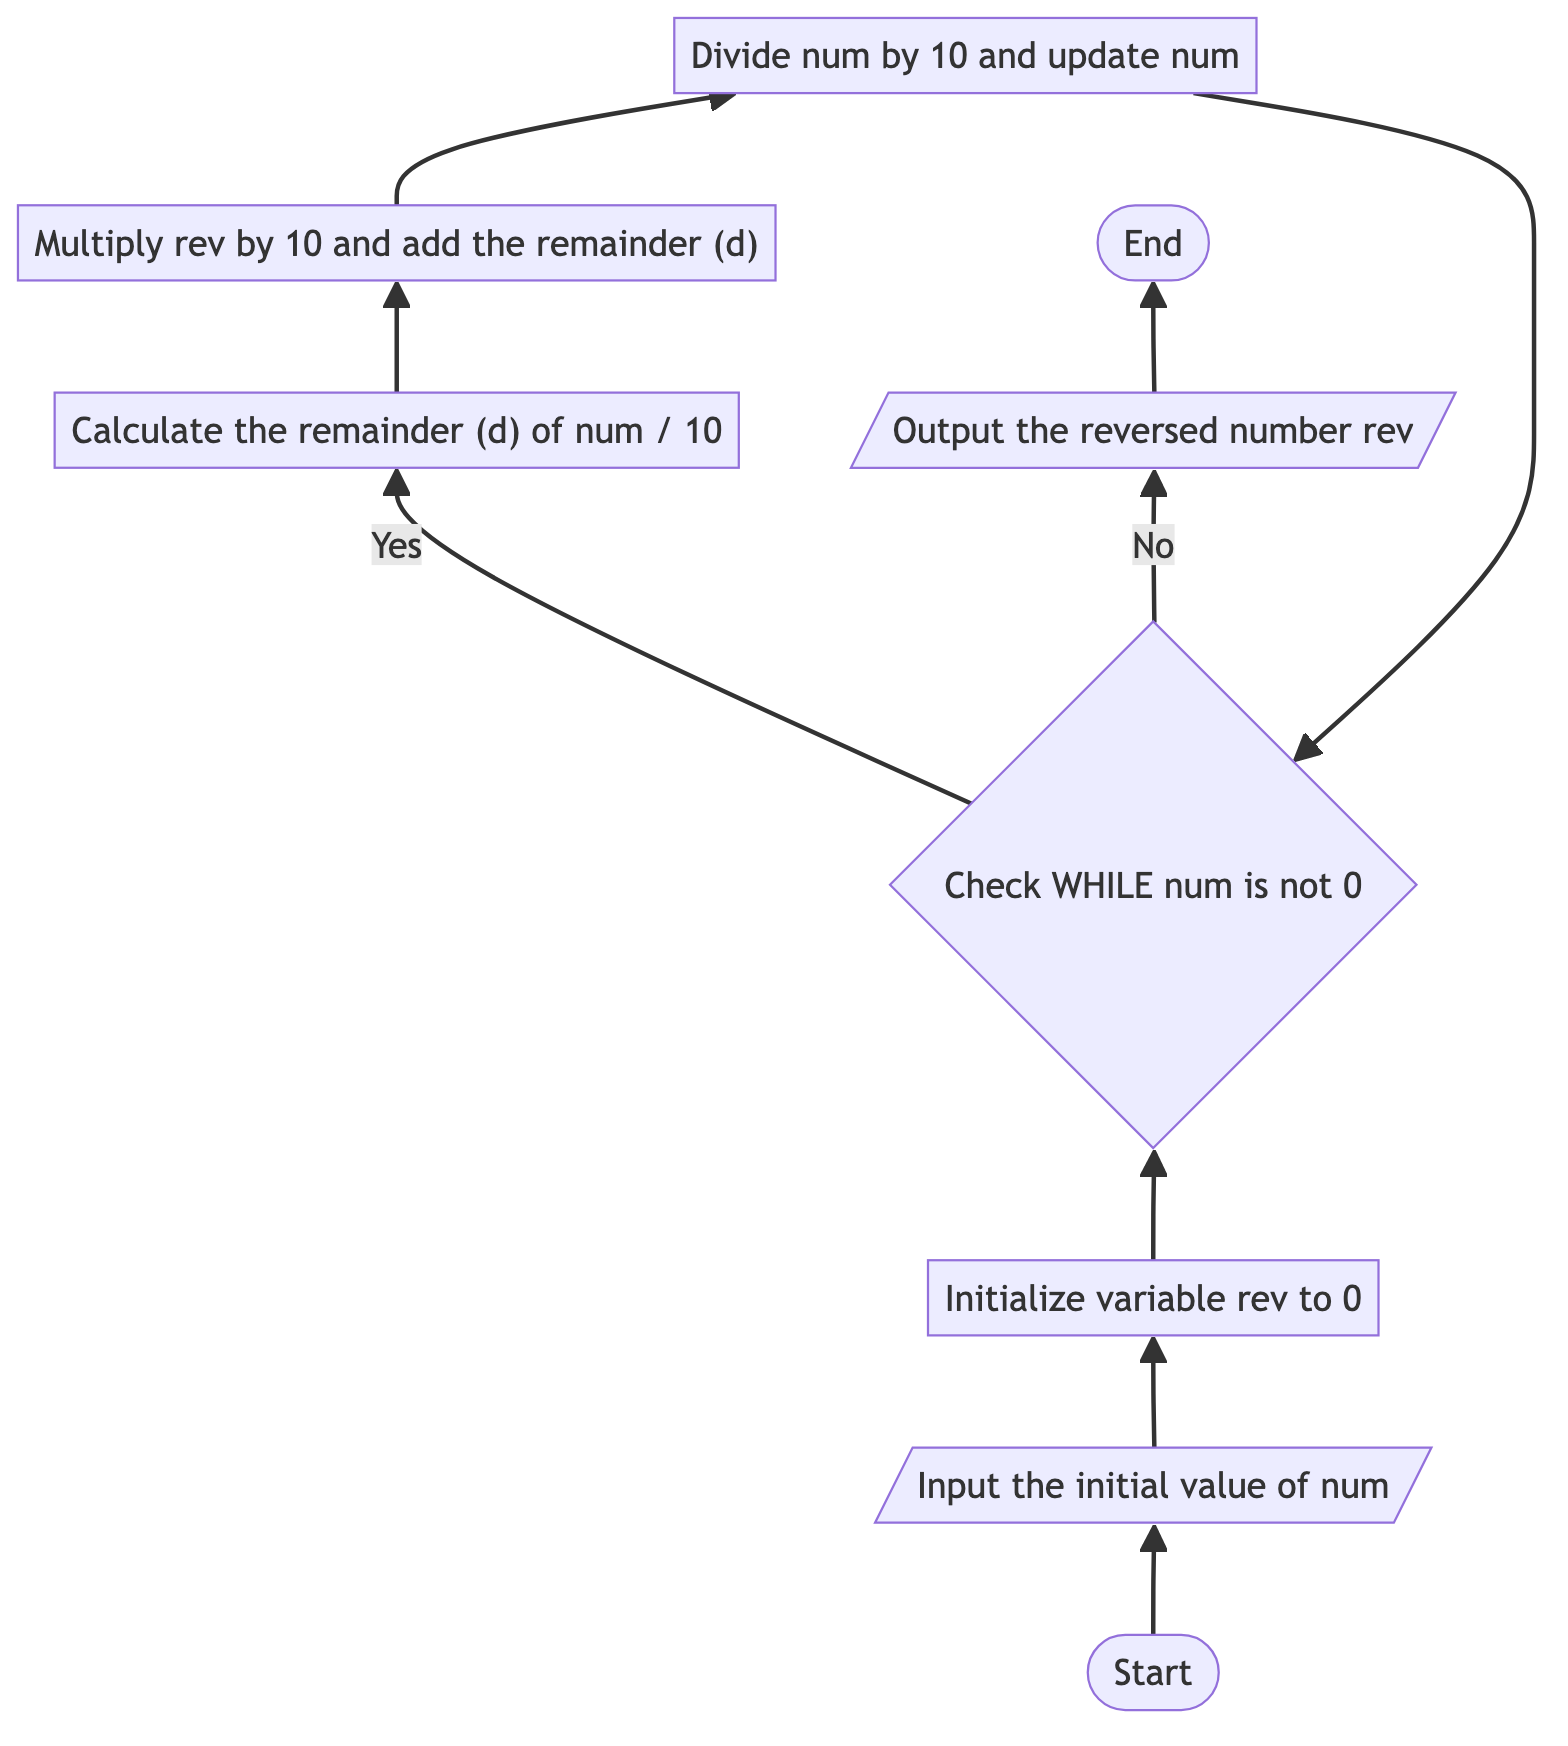 Divide num by 10 and update num
Multiply rev by 10 and add the remainder (d)
End
Calculate the remainder (d) of num / 10
Output the reversed number rev
Yes
No
Check WHILE num is not 0
Initialize variable rev to 0
Input the initial value of num
Start